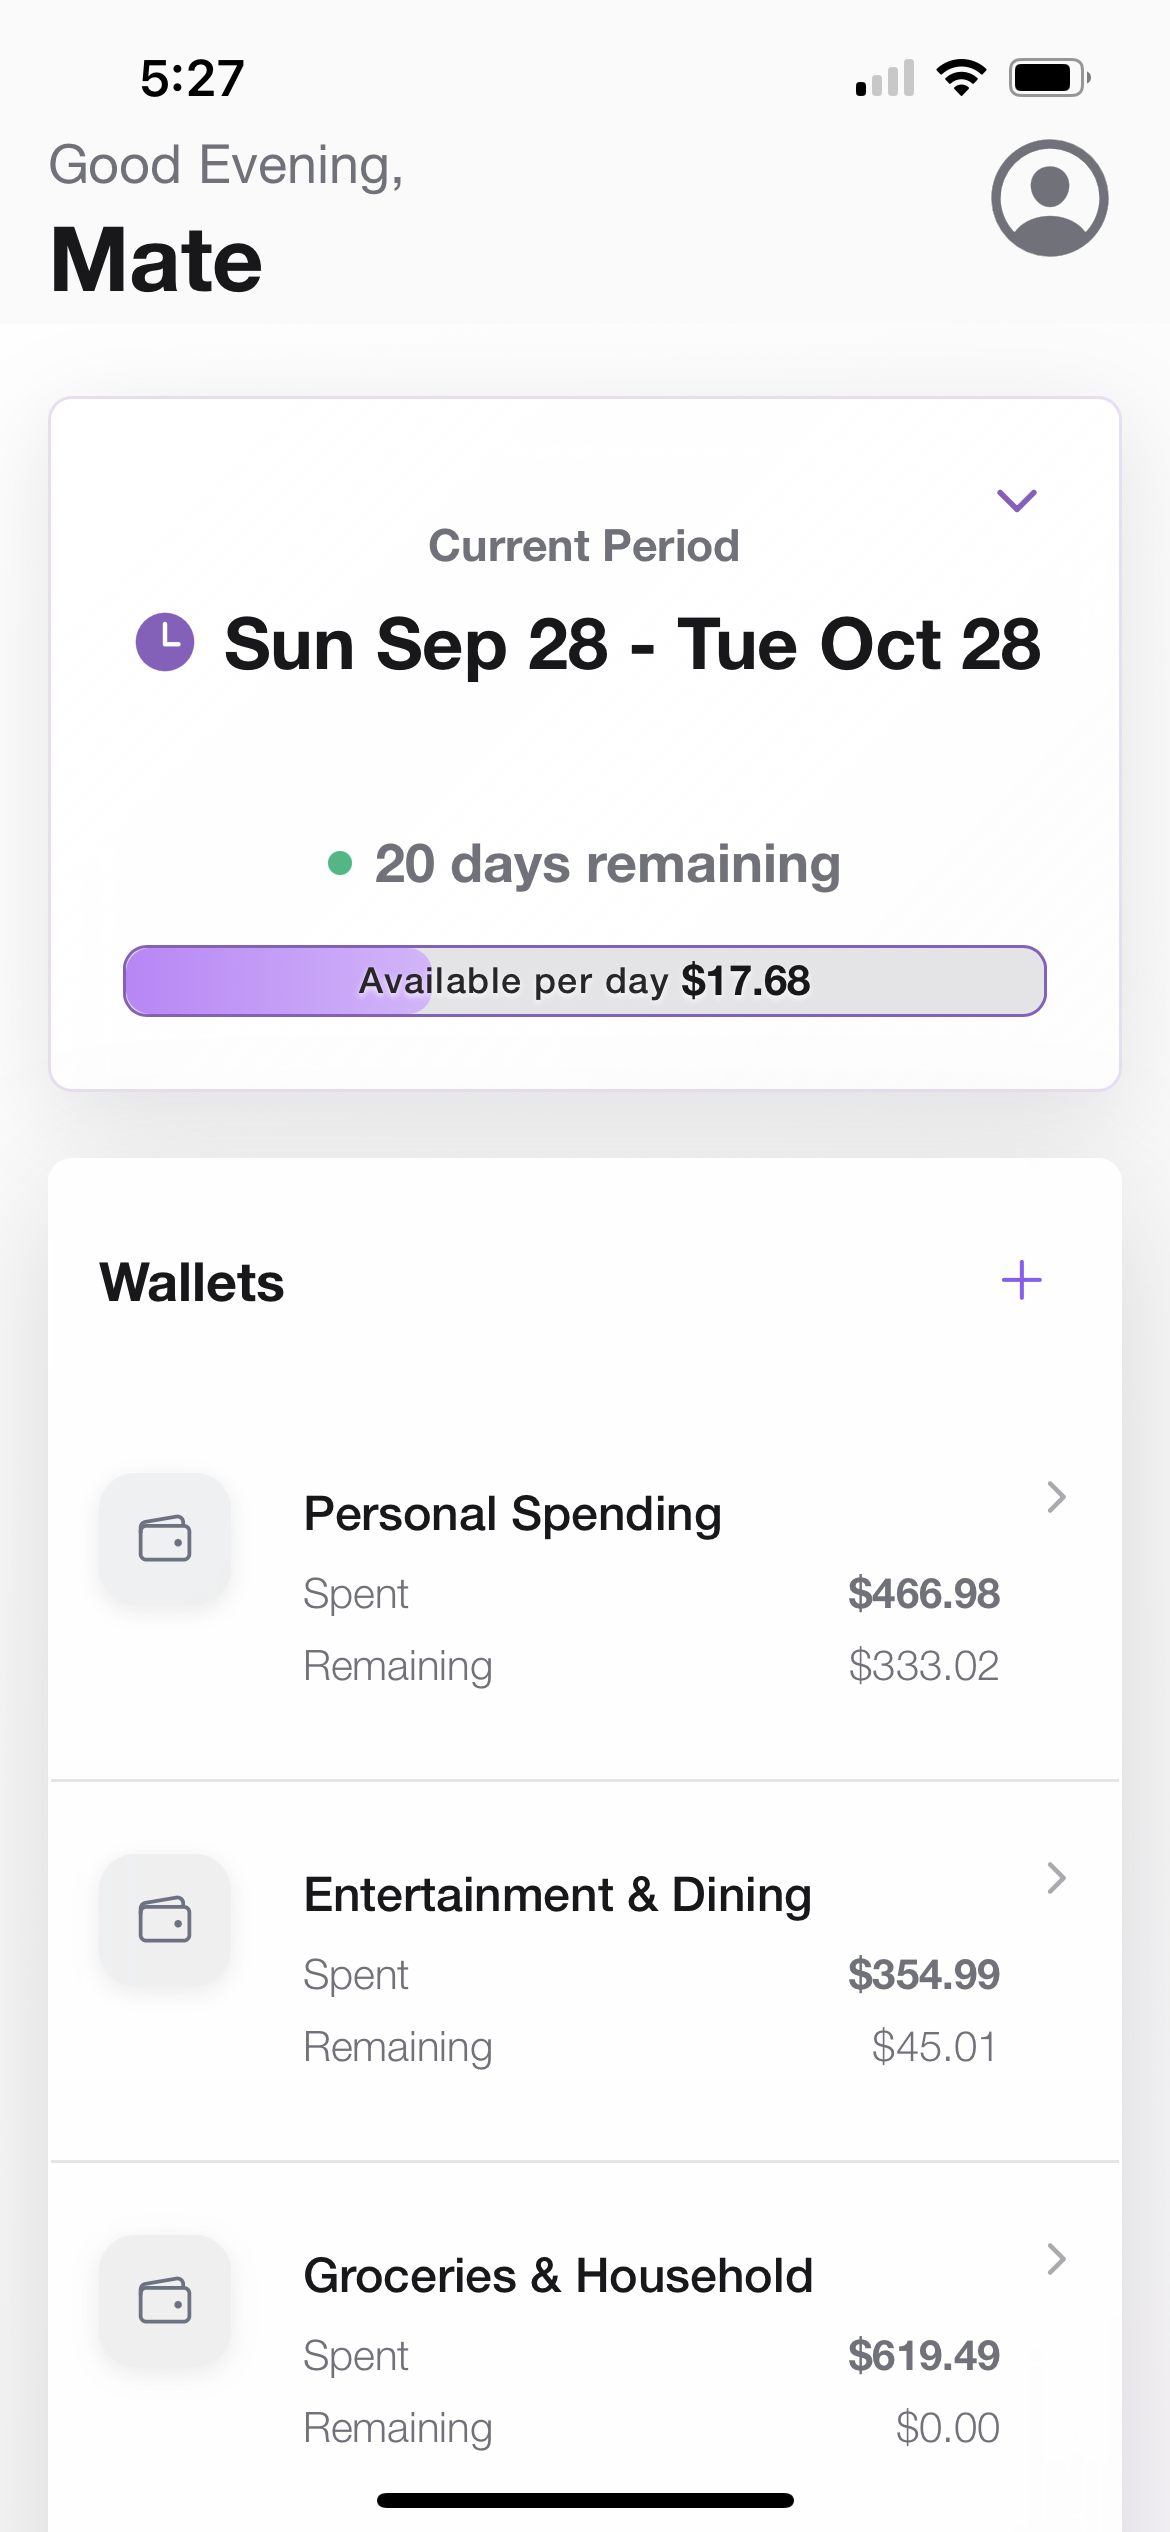 5:27
Good Evening,
Mate
Current Period
Sun Sep 28 - Tue Oct 28
20 days remaining
Available per day $17.68
Wallets
Personal Spending
Spent $466.98
Remaining $333.02
Entertainment & Dining
Spent $354.99
Remaining $45.01
Groceries & Household
Spent $619.49
Remaining $0.00